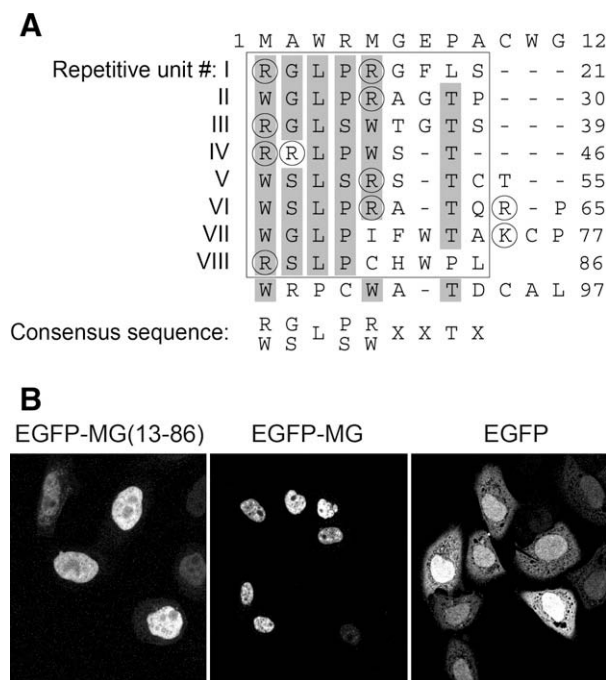 A
1 M A W R M G E P A C W G 12
Repetitive unit #: I R G L P R G F L S - - - 21
II W G L P R A G T P 30
III R G L S W T G T S 39
IV R R L P W S - T - 46
V W S L S R S - T C T 55
VI W S L P R A - T Q R - P 65
VII W G L P I F W T A K C P 77
VIII R S L P C H W P L 86
W R P C W A - T D C A L 97
R G P R
Consensus sequence: L X X T X
W S S W
B
EGFP-MG(13-86) EGFP-MG EGFP